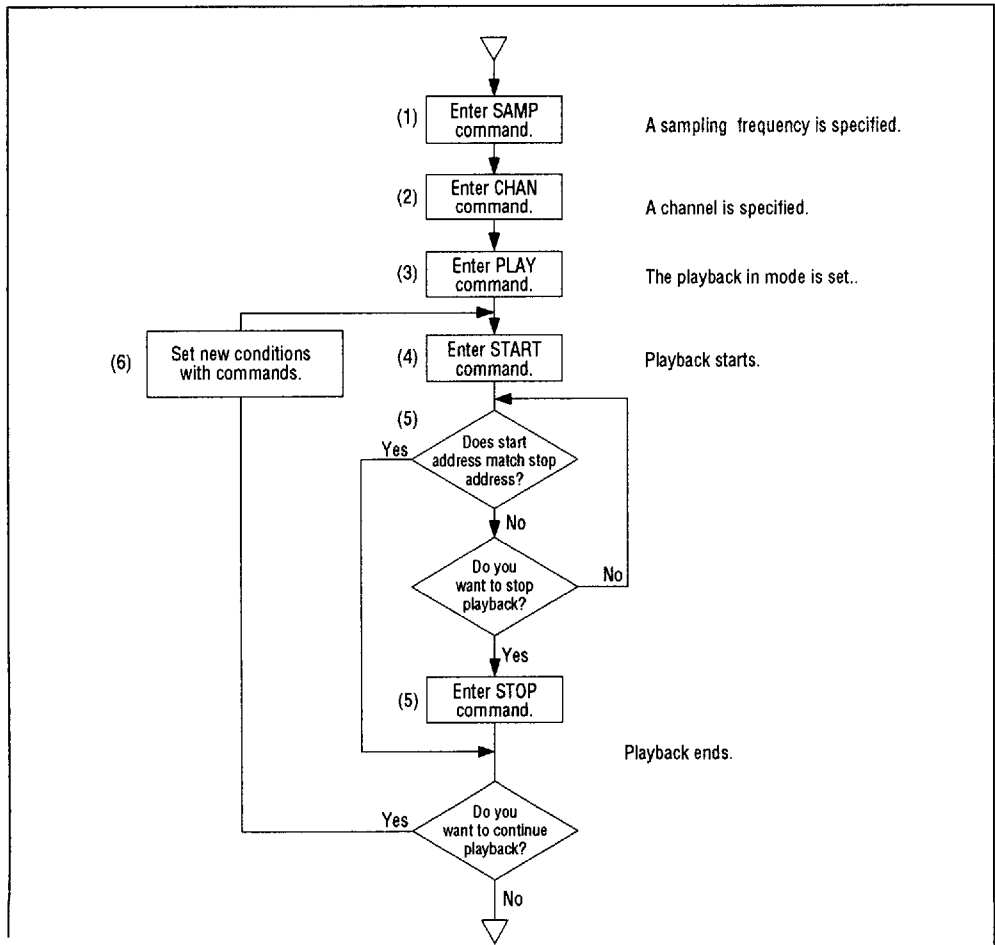 (1)
Enter SAMP
command.
A sampling frequency is specified.
(2)
Enter CHAN
command.
A channel is specified.
(3)
Enter PLAY
command.
The playback in mode is set..
(6)
Set new conditions
with commands.
(4)
Enter START
command.
Playback starts.
(5)
Yes
Does start
address match stop
address?
No
Do you
want to stop
playback?
No
Yes
(5)
Enter STOP
command.
Playback ends.
Yes
Do you
want to continue
playback?
No